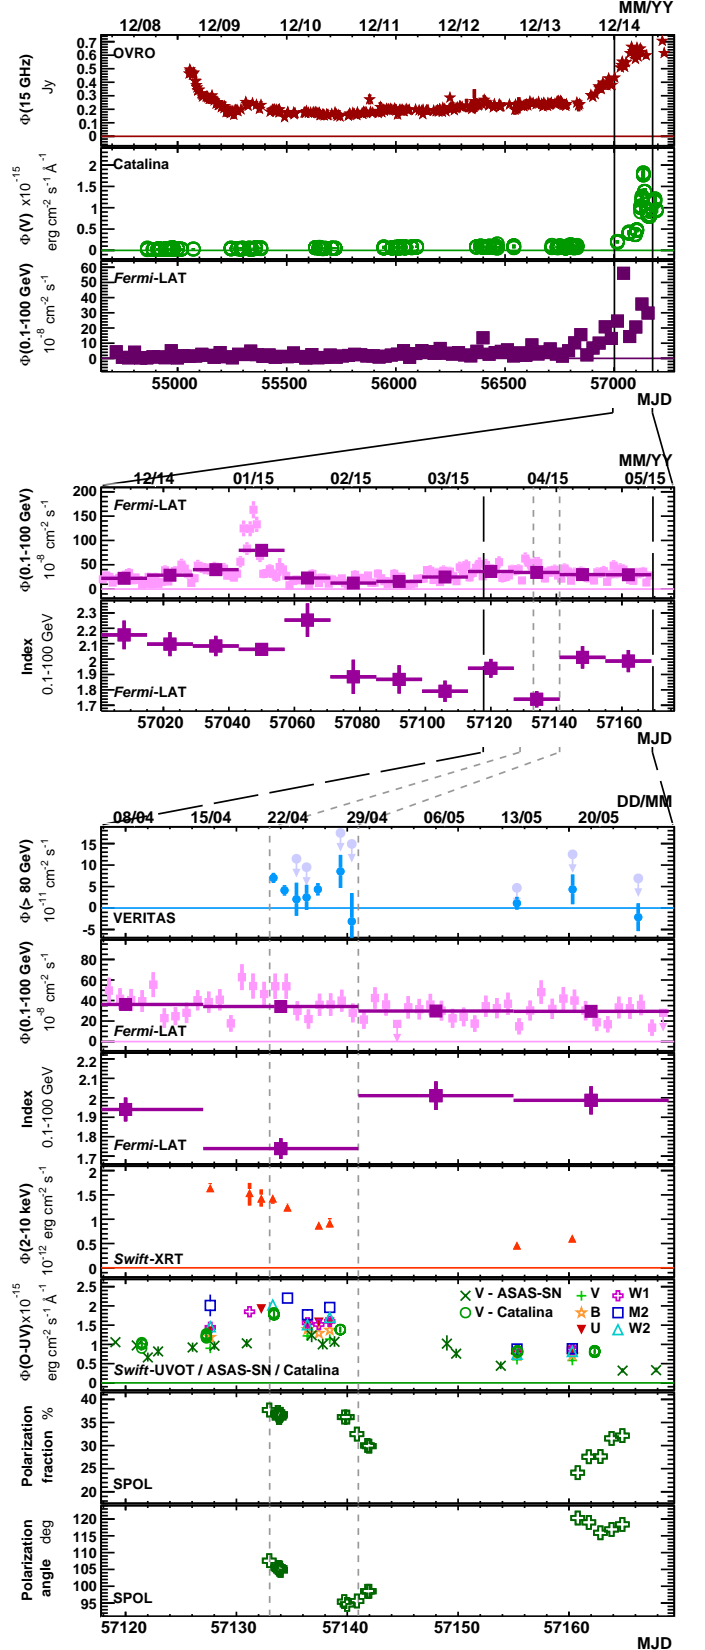 MM/YY
12/08 12/09 12/10 12/11 12/12 12/13 12/14
OVRO
Φ(15 GHz)
Jy
0.7
0.6
0.5
0.4
0.3
0.2
0.1
0
Catalina
Φ(V) x10⁻¹⁵
erg cm⁻² s⁻¹ Å⁻¹
2
1.5
1
0.5
0
Fermi-LAT
Φ(0.1-100 GeV)
10⁻⁸ cm⁻² s⁻¹
60
50
40
30
20
10
0
55000 55500 56000 56500 57000
MJD
MM/YY
12/14 01/15 02/15 03/15 04/15 05/15
Fermi-LAT
Φ(0.1-100 GeV)
10⁻⁸ cm⁻² s⁻¹
200
150
100
50
0
Index
0.1-100 GeV
2.3
2.2
2.1
2
1.9
1.8
1.7
Fermi-LAT
57020 57040 57060 57080 57100 57120 57140 57160
MJD
DD/MM
08/04 15/04 22/04 29/04 06/05 13/05 20/05
Φ(> 80 GeV)
10⁻¹¹ cm⁻² s⁻¹
15
10
5
0
-5
VERITAS
Φ(0.1-100 GeV)
10⁻⁸ cm⁻² s⁻¹
80
60
40
20
0
Fermi-LAT
Index
0.1-100 GeV
2.2
2.1
2
1.9
1.8
1.7
Fermi-LAT
Φ(2-10 keV)
10⁻¹² erg cm⁻² s⁻¹
2
1.5
1
0.5
0
Swift-XRT
Φ(O-UV)x10⁻¹⁵
erg cm⁻² s⁻¹ Å⁻¹
2.5
2
1.5
1
0.5
0
V - ASAS-SN V W1
V - Catalina B M2
U W2
Swift-UVOT / ASAS-SN / Catalina
Polarization
fraction %
40
35
30
25
20
SPOL
Polarization
angle deg
120
115
110
105
100
95
SPOL
57120 57130 57140 57150 57160
MJD